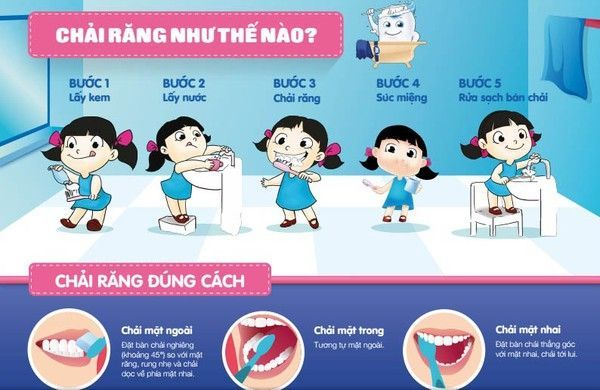 CHẢI RĂNG NHƯ THẾ NÀO?
BƯỚC 1
Lấy kem
BƯỚC 2
Lấy nước
BƯỚC 3
Chải răng
BƯỚC 4
Súc miệng
BƯỚC 5
Rửa sạch bàn chải
CHẢI RĂNG ĐÚNG CÁCH
Chải mặt ngoài
Đặt bàn chải nghiêng
(khoảng 45°) so với mặt
răng, rung nhẹ và chải
dọc về phía mặt nhai.
Chải mặt trong
Tương tự mặt ngoài.
Chải mặt nhai
Đặt bàn chải thẳng góc
với mặt nhai, chải tới lui.